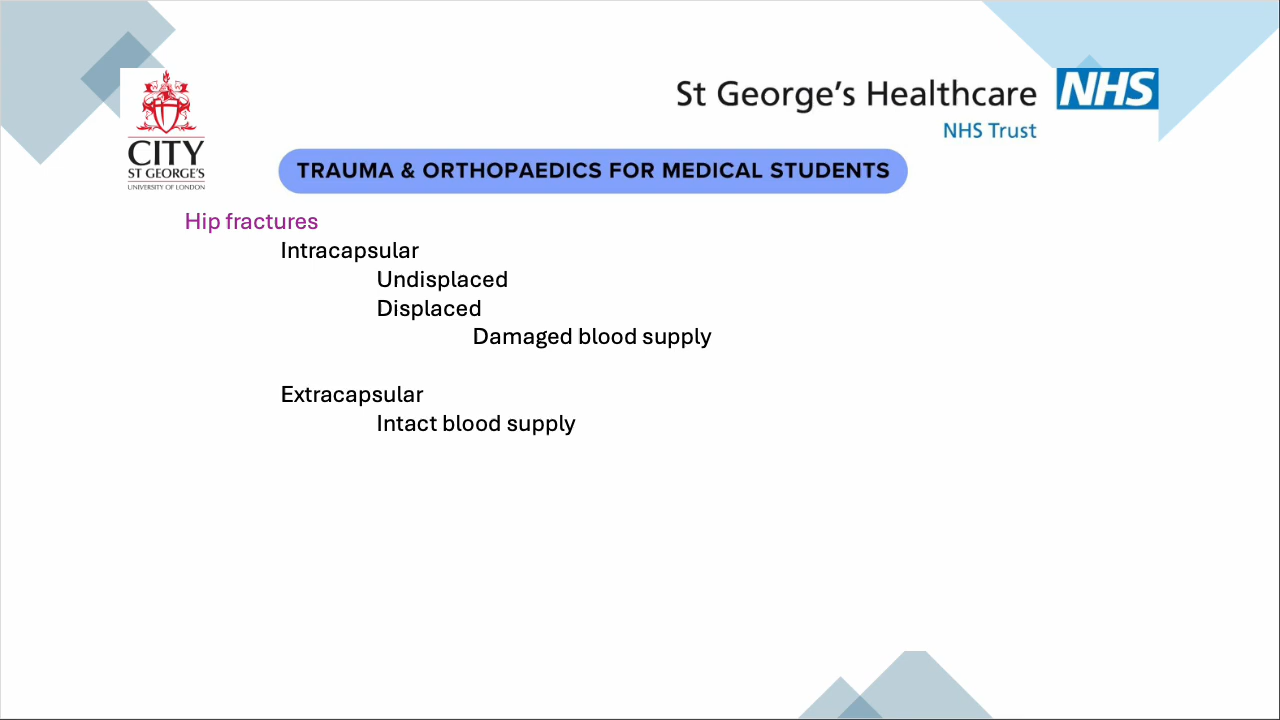 St George's Healthcare NHS
NHS Trust
CITY
ST GEORGE'S
UNIVERSITY OF LONDON
TRAUMA & ORTHOPAEDICS FOR MEDICAL STUDENTS
Hip fractures
Intracapsular
Undisplaced
Displaced
Damaged blood supply
Extracapsular
Intact blood supply